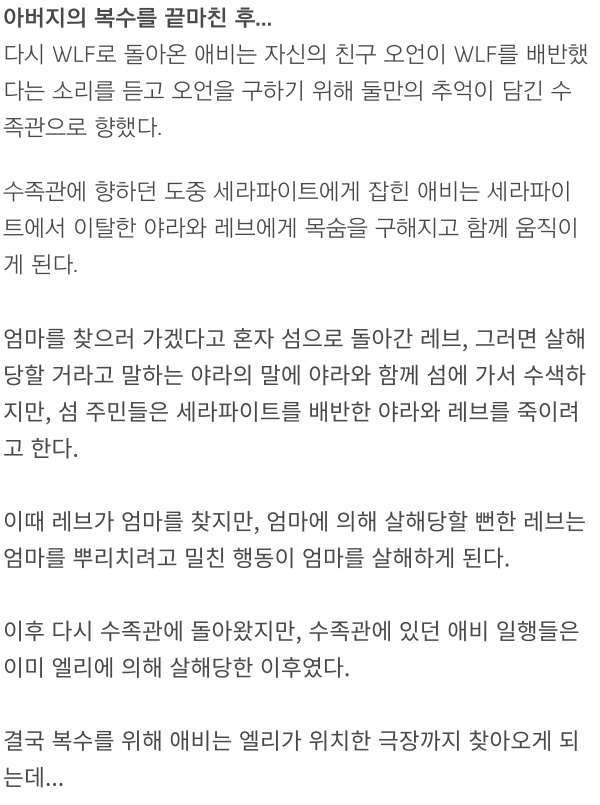 아버지의 복수를 끝마친 후...
다시 WLF로 돌아온 애비는 자신의 친구 오언이 WLF를 배반했
다는 소리를 듣고 오언을 구하기 위해 둘만의 추억이 담긴 수
족관으로 향했다.
수족관에 향하던 도중 세라파이트에게 잡힌 애비는 세라파이
트에서 이탈한 야라와 레브에게 목숨을 구해지고 함께 움직이
게 된다.
엄마를 찾으러 가겠다고 혼자 섬으로 돌아간 레브, 그러면 살해
당할 거라고 말하는 야라의 말에 야라와 함께 섬에 가서 수색하
지만, 섬 주민들은 세라파이트를 배반한 야라와 레브를 죽이려
고 한다.
이때 레브가 엄마를 찾지만, 엄마에 의해 살해당할 뻔한 레브는
엄마를 뿌리치려고 밀친 행동이 엄마를 살해하게 된다.
이후 다시 수족관에 돌아왔지만, 수족관에 있던 애비 일행들은
이미 엘리에 의해 살해당한 이후였다.
결국 복수를 위해 애비는 엘리가 위치한 극장까지 찾아오게 되
는데...